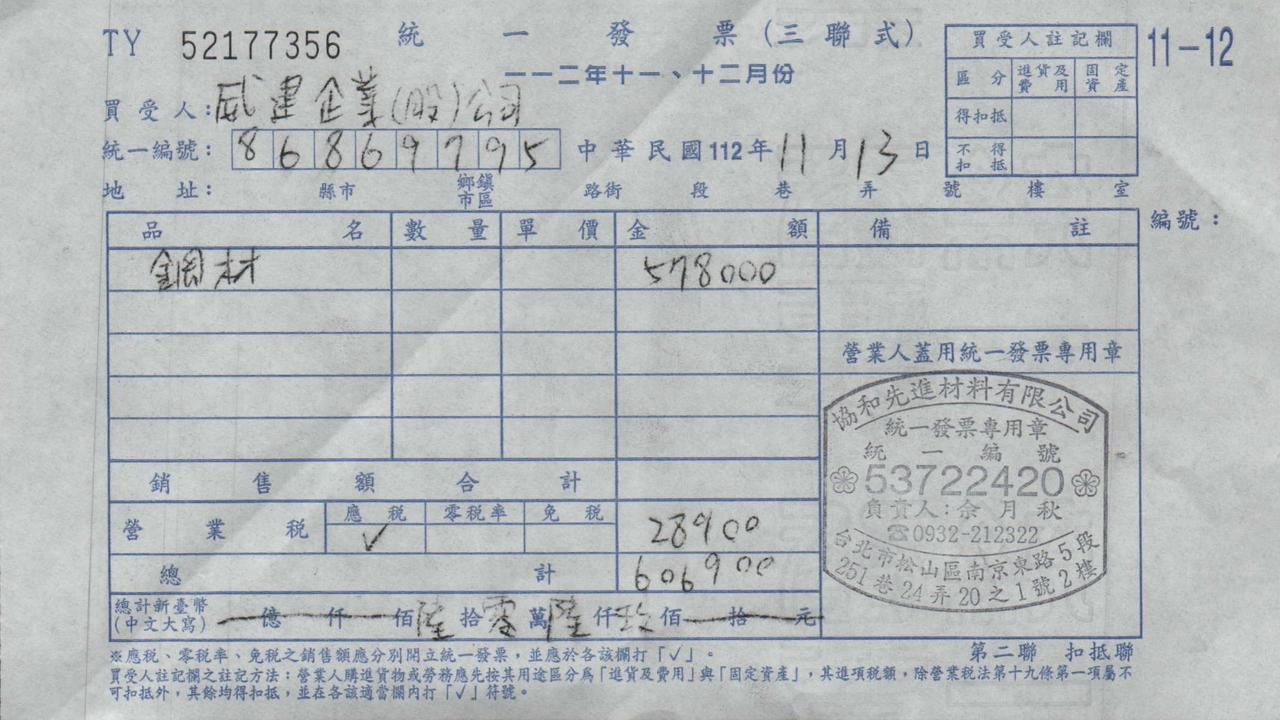 TY 52177356 統一發票(三聯式)
一一二年十一、十二月份
11-12
買受人註記欄
區分 進貨及費用 固定資產
得扣抵
不得扣抵
買受人:威建企業(股)公司
統一編號: 86869795 中華民國112年11月13日
地址: 縣市 鄉鎮市區 路街 段 巷 弄 號 樓 室
品名 數量 單價 金額 備註
編號:
鋼材 578000
營業人蓋用統一發票專用章
協和先進材料有限公司
統一發票專用章
統一編號
53722420
負責人:余月秋
☎0932-212322
台北市松山區南京東路5段
251巷24弄20之1號2樓
銷售額合計
營業稅 應稅 零稅率 免稅
✓ 28900
總計 606900
總計新臺幣(中文大寫) 億仟佰陸拾零萬陸仟玖佰拾元
※應稅、零稅率、免稅之銷售額應分別開立統一發票,並應於各該欄打「✓」。
第二聯 扣抵聯
買受人註記欄之註記方法:營業人購進貨物或勞務應先按其用途區分為「進貨及費用」與「固定資產」,其進項稅額,除營業稅法第十九條第一項屬不
可扣抵外,其餘均得扣抵,並在各該適當欄內打「✓」符號。